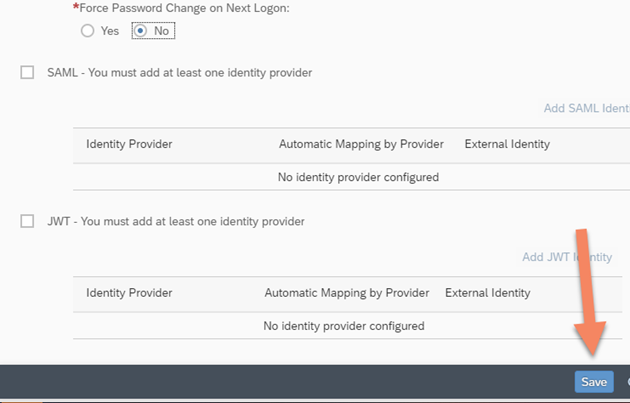 *Force Password Change on Next Logon:
Yes No
SAML - You must add at least one identity provider
Add SAML Ident
Identity Provider Automatic Mapping by Provider External Identity
No identity provider configured
JWT - You must add at least one identity provider
Add JWT Identity
Identity Provider Automatic Mapping by Provider External Identity
No identity provider configured
Save